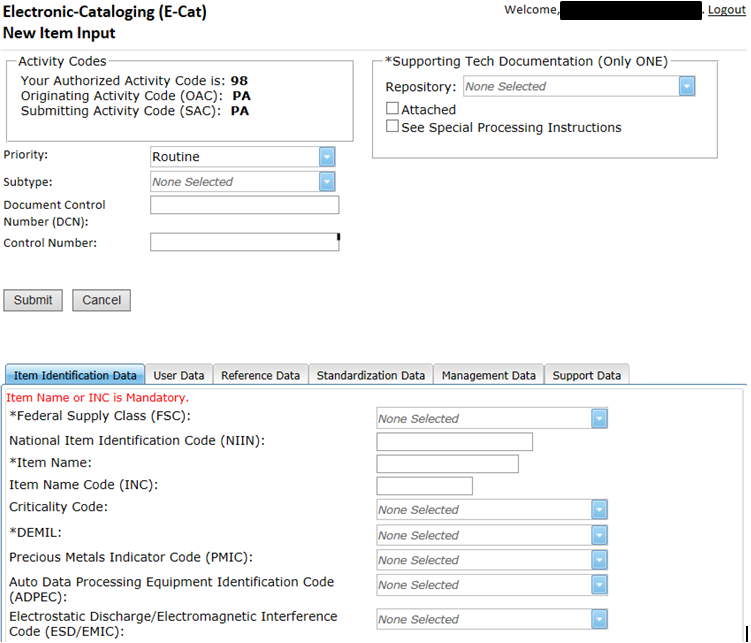 Electronic-Cataloging (E-Cat)
Welcome, . Logout
New Item Input
Activity Codes
Your Authorized Activity Code is: 98
Originating Activity Code (OAC): PA
Submitting Activity Code (SAC): PA
*Supporting Tech Documentation (Only ONE)
Repository: None Selected
Attached
See Special Processing Instructions
Priority: Routine
Subtype: None Selected
Document Control
Number (DCN):
Control Number:
Submit Cancel
Item Identification Data User Data Reference Data Standardization Data Management Data Support Data
Item Name or INC is Mandatory.
*Federal Supply Class (FSC): None Selected
National Item Identification Code (NIIN):
*Item Name:
Item Name Code (INC):
Criticality Code: None Selected
*DEMIL: None Selected
Precious Metals Indicator Code (PMIC): None Selected
Auto Data Processing Equipment Identification Code None Selected
(ADPEC):
Electrostatic Discharge/Electromagnetic Interference None Selected
Code (ESD/EMIC):